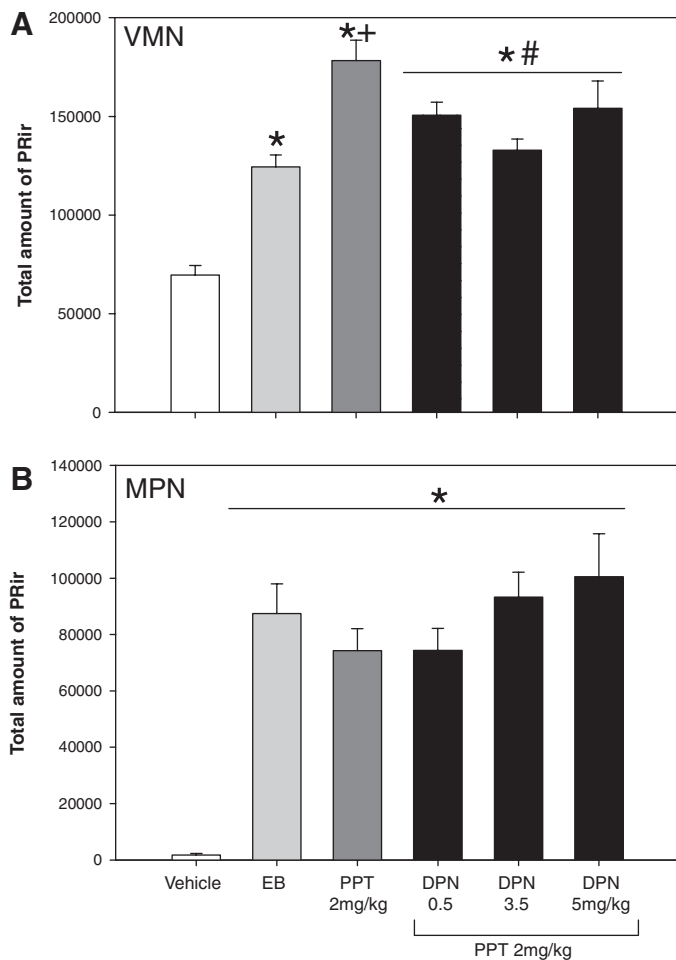 A
VMN
Total amount of PRir
200000
150000
100000
50000
0
*
*+
* #
B
MPN
Total amount of PRir
140000
120000
100000
80000
60000
40000
20000
0
*
Vehicle
EB
PPT
2mg/kg
DPN
0.5
DPN
3.5
DPN
5mg/kg
PPT 2mg/kg